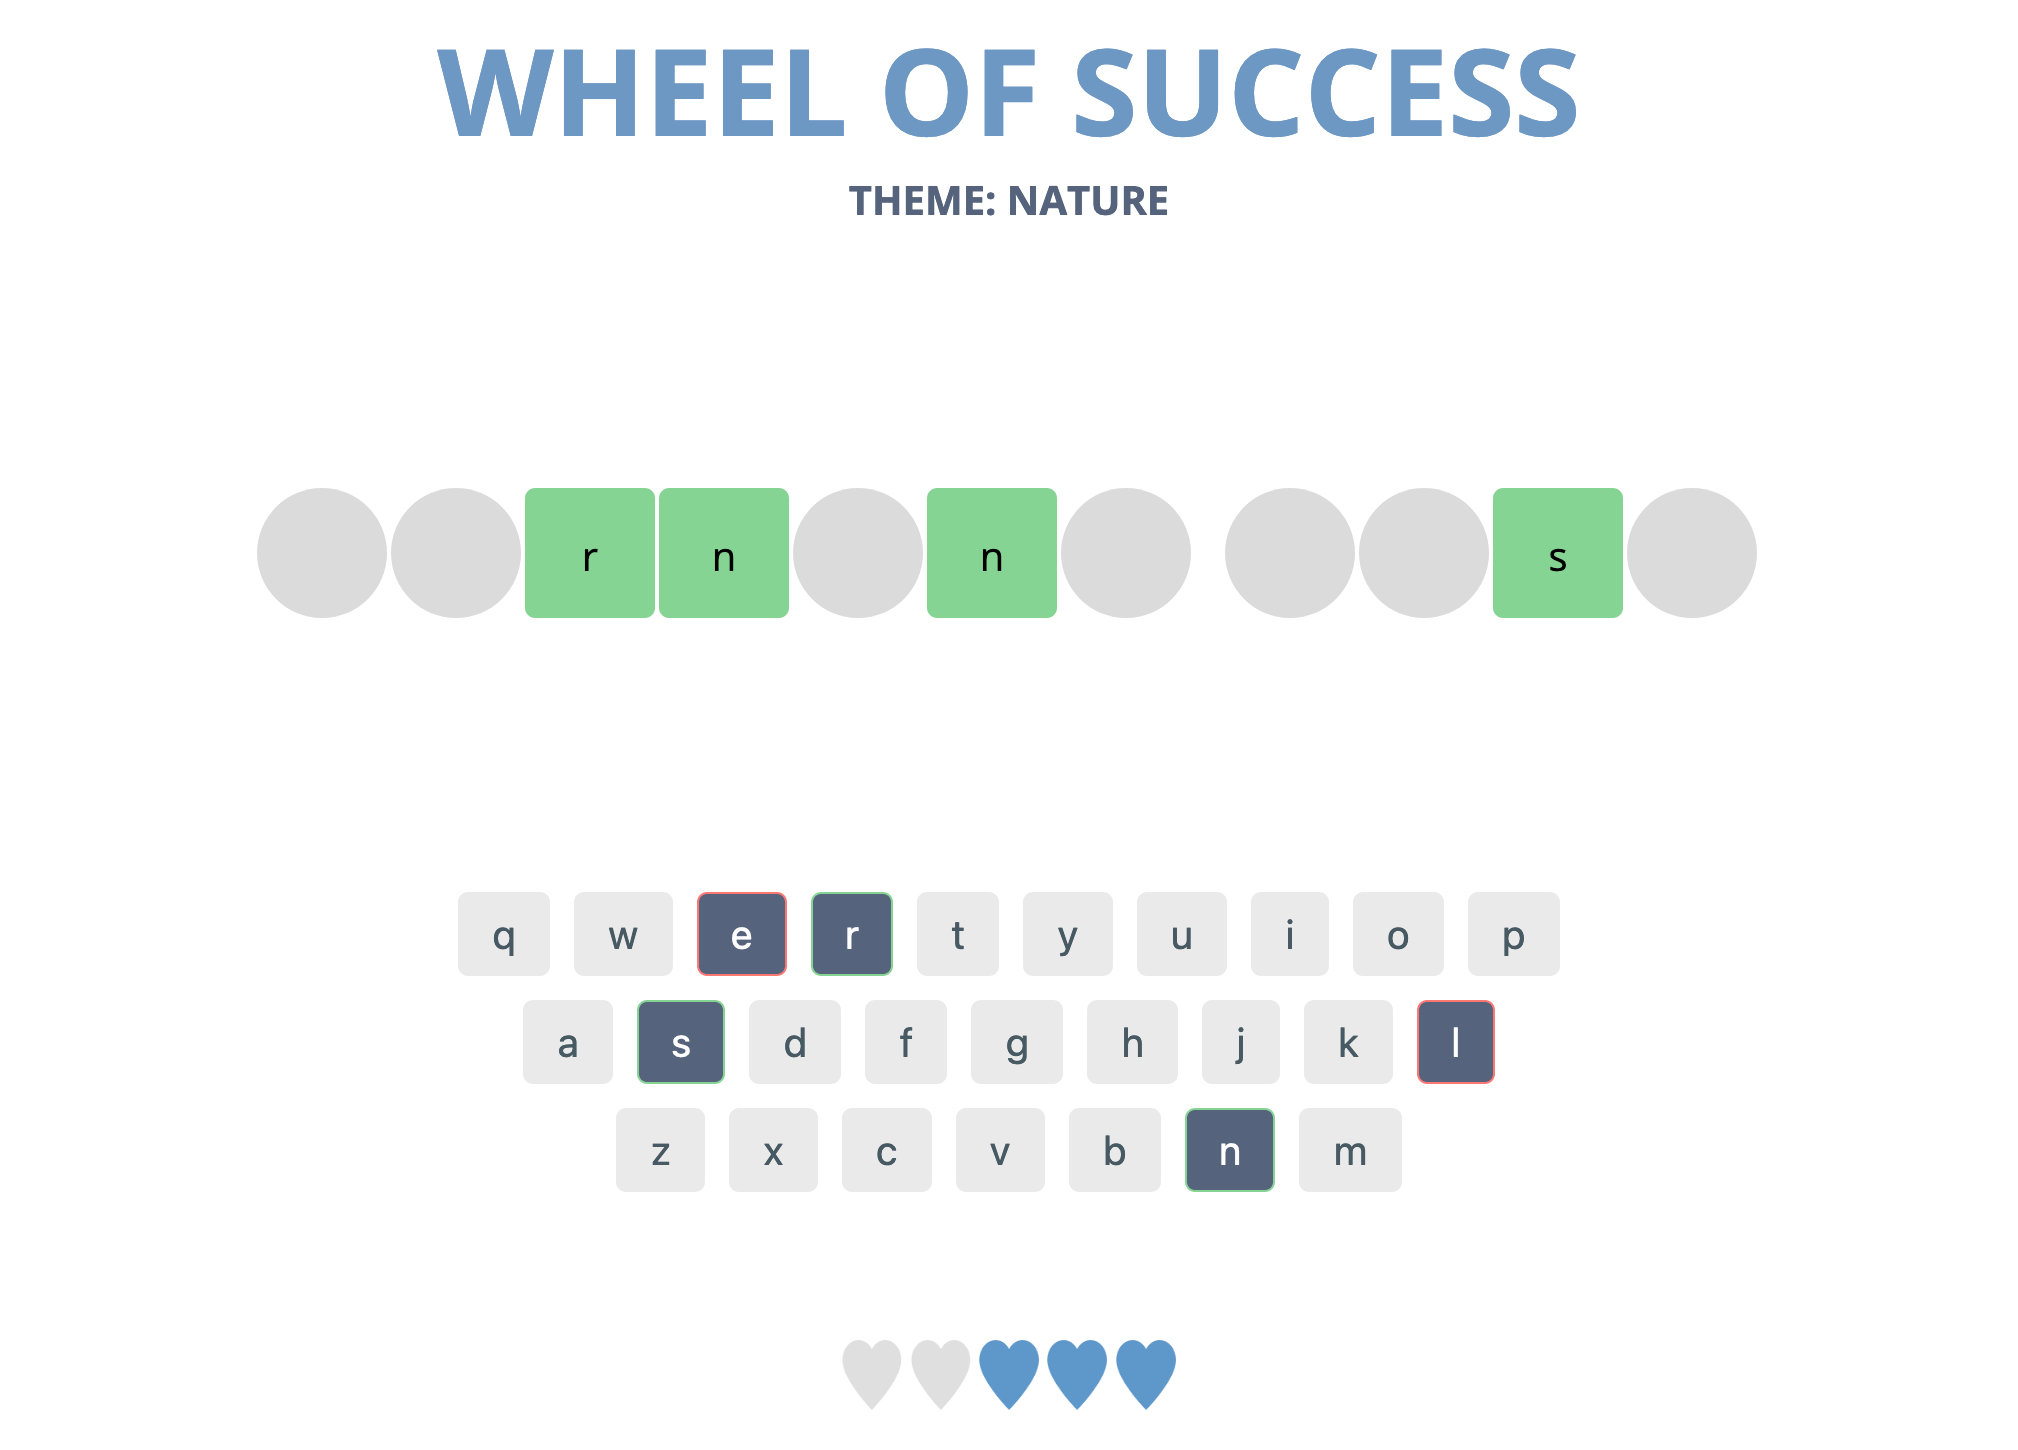 WHEEL OF SUCCESS
THEME: NATURE
r n n s
q w e r t y u i o p
a s d f g h j k l
z x c v b n m